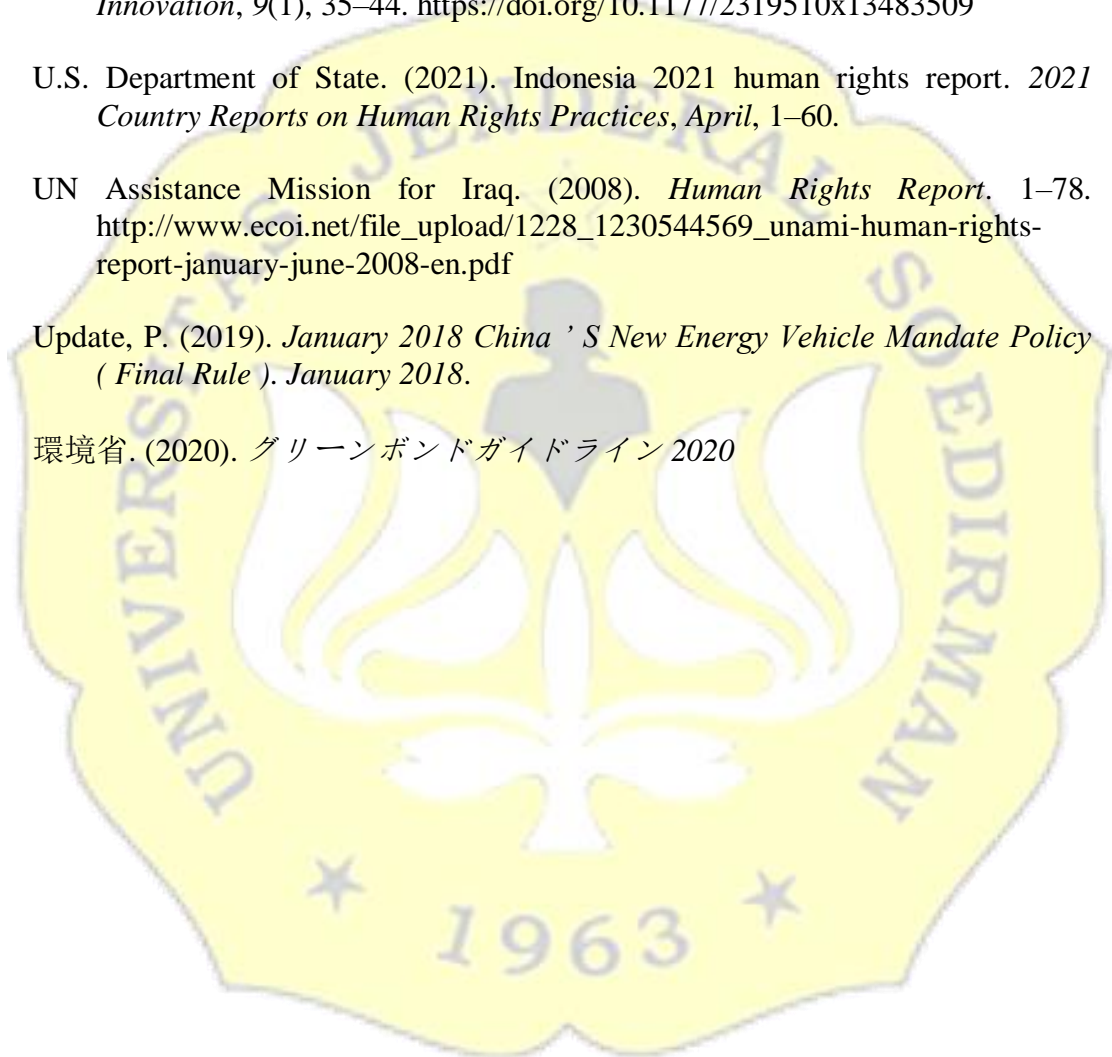 Innovation, 9(1), 35–44. https://doi.org/10.1177/2319510x13483509
U.S. Department of State. (2021). Indonesia 2021 human rights report. 2021
Country Reports on Human Rights Practices, April, 1–60.
UN Assistance Mission for Iraq. (2008). Human Rights Report. 1–78.
http://www.ecoi.net/file_upload/1228_1230544569_unami-human-rights-
report-january-june-2008-en.pdf
Update, P. (2019). January 2018 China ’ S New Energy Vehicle Mandate Policy
( Final Rule ). January 2018.
環境省. (2020). グリーンボンドガイドライン 2020
UNIVERSITAS JENDERAL SOEDIRMAN
1963